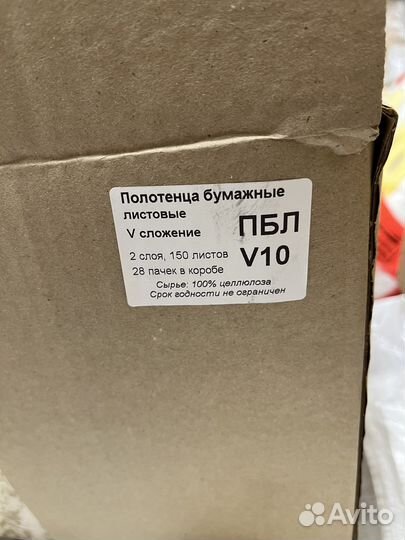 Полотенца бумажные
листовые
V сложение
ПБЛ
2 слоя, 150 листов
V10
28 пачек в коробе
Сырье: 100% целлюлоза
Срок годности не ограничен
Avito